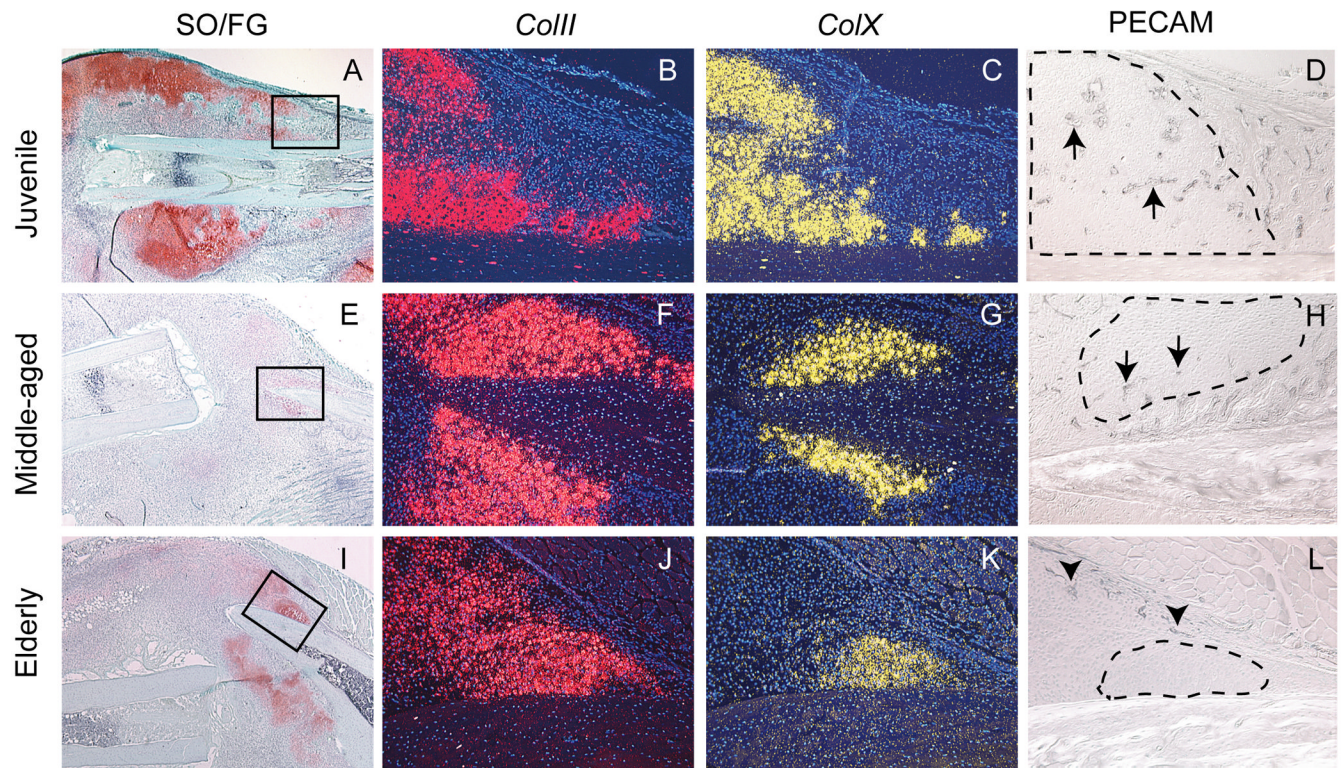 SO/FG ColII ColX PECAM
Juvenile A B C D
Middle-aged E F G H
Elderly I J K L